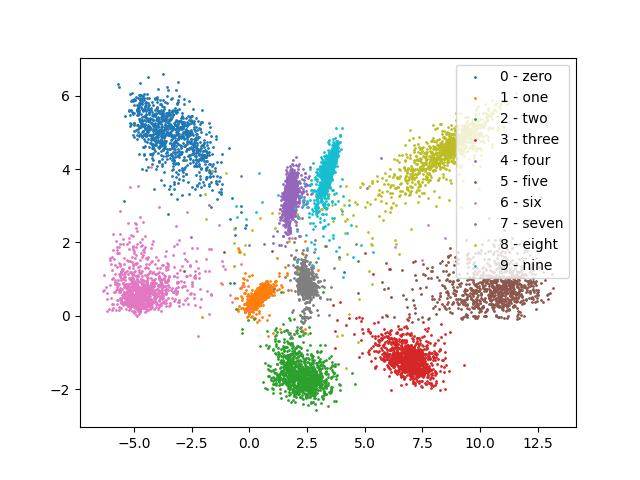 6
4
2
0
−2
−5.0
−2.5
0.0
2.5
5.0
7.5
10.0
12.5
0 - zero
1 - one
2 - two
3 - three
4 - four
5 - five
6 - six
7 - seven
8 - eight
9 - nine